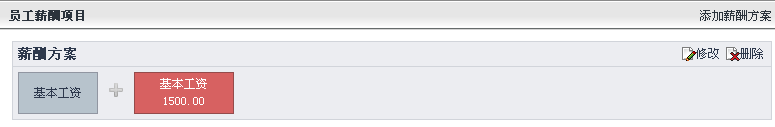 员工薪酬项目 添加薪酬方案
薪酬方案 修改 删除
基本工资 基本工资
1500.00